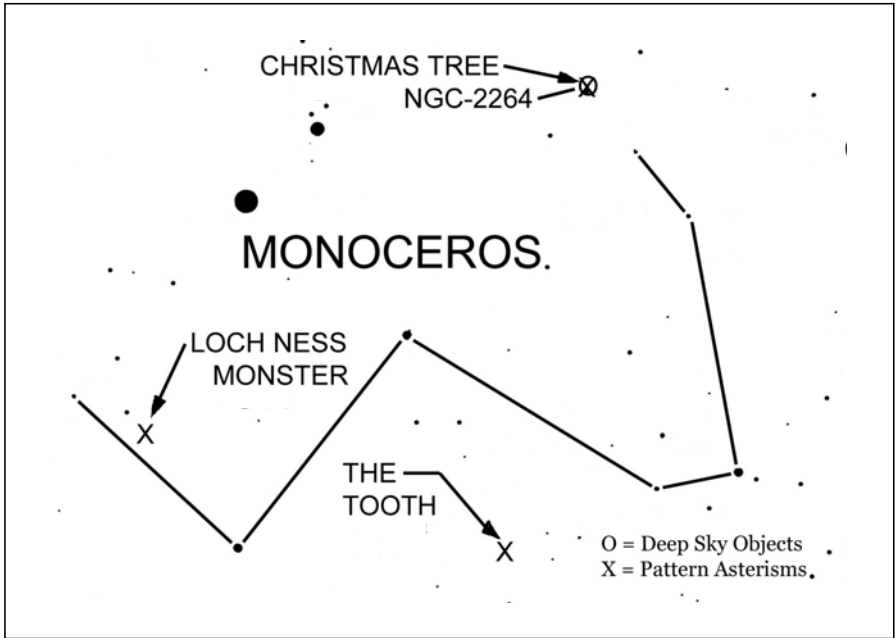 CHRISTMAS TREE
NGC-2264
X
MONOCEROS
LOCH NESS
MONSTER
X
THE
TOOTH
X
O = Deep Sky Objects
X = Pattern Asterisms